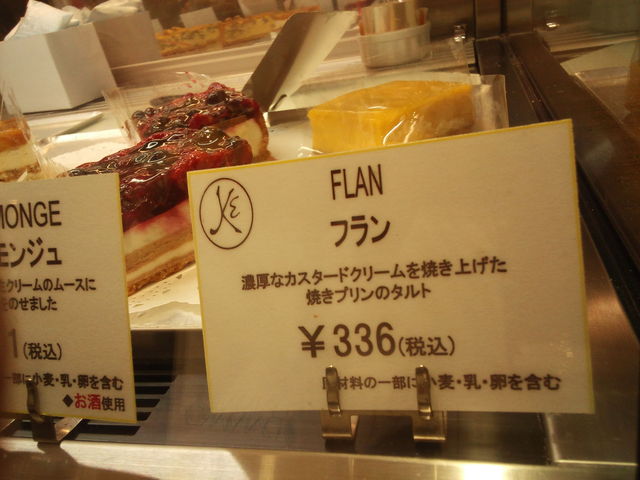 モンジュ
クリームのムースに
をのせました
1(税込)
一部に小麦・乳・卵を含む
◆お酒使用
KE
FLAN
フラン
濃厚なカスタードクリームを焼き上げた
焼きプリンのタルト
￥336(税込)
原材料の一部に小麦・乳・卵を含む